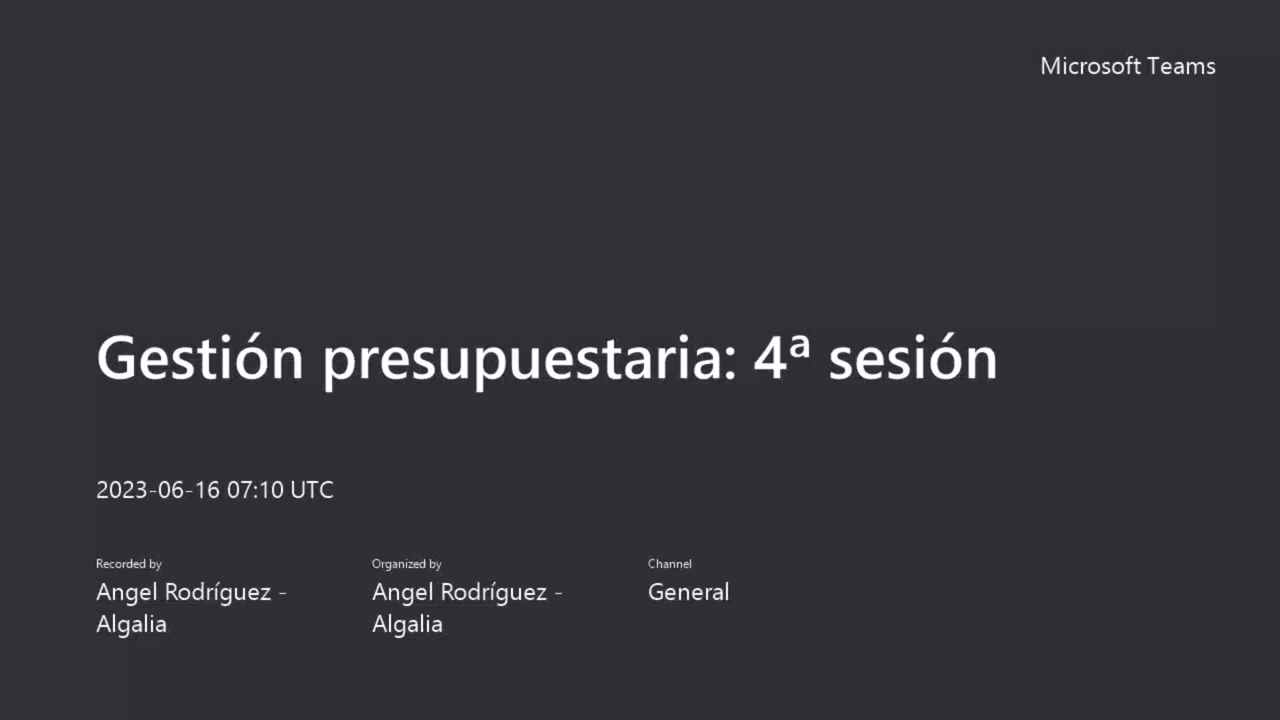 Microsoft Teams
Gestión presupuestaria: 4ª sesión
2023-06-16 07:10 UTC
Recorded by
Angel Rodríguez -
Algalia
Organized by
Angel Rodríguez -
Algalia
Channel
General